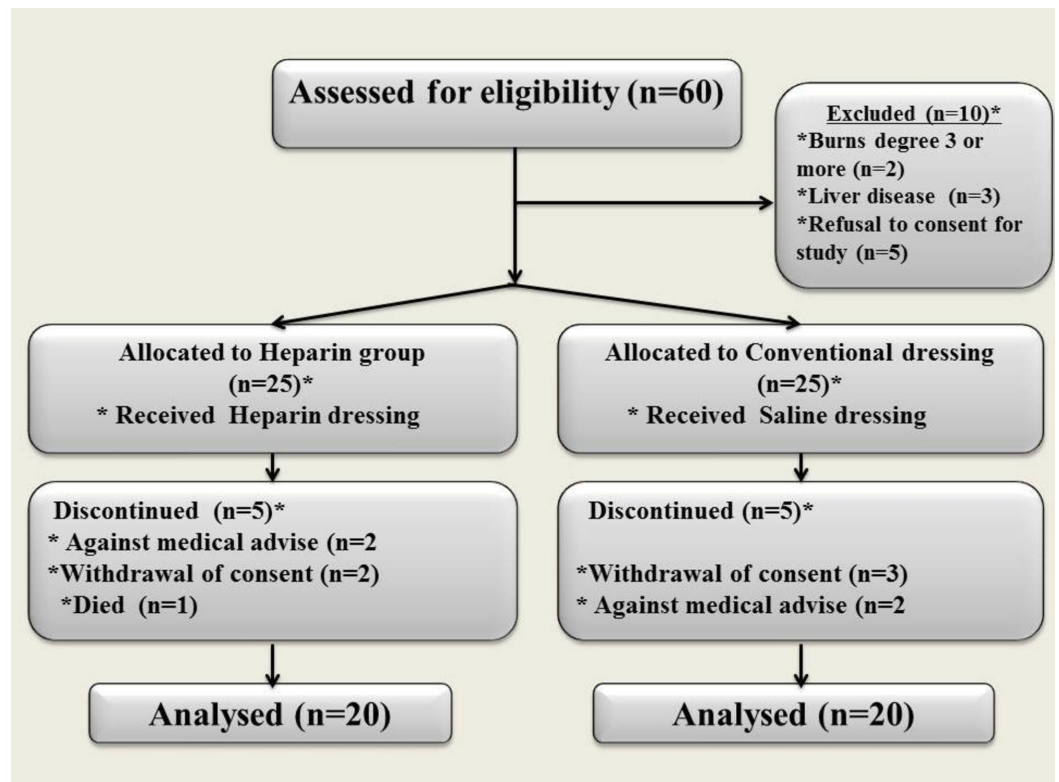 Assessed for eligibility (n=60)
Excluded (n=10)*
*Burns degree 3 or
more (n=2)
*Liver disease (n=3)
*Refusal to consent for
study (n=5)
Allocated to Heparin group
(n=25)*
* Received Heparin dressing
Allocated to Conventional dressing
(n=25)*
* Received Saline dressing
Discontinued (n=5)*
* Against medical advise (n=2
*Withdrawal of consent (n=2)
*Died (n=1)
Discontinued (n=5)*
*Withdrawal of consent (n=3)
* Against medical advise (n=2
Analysed (n=20)
Analysed (n=20)